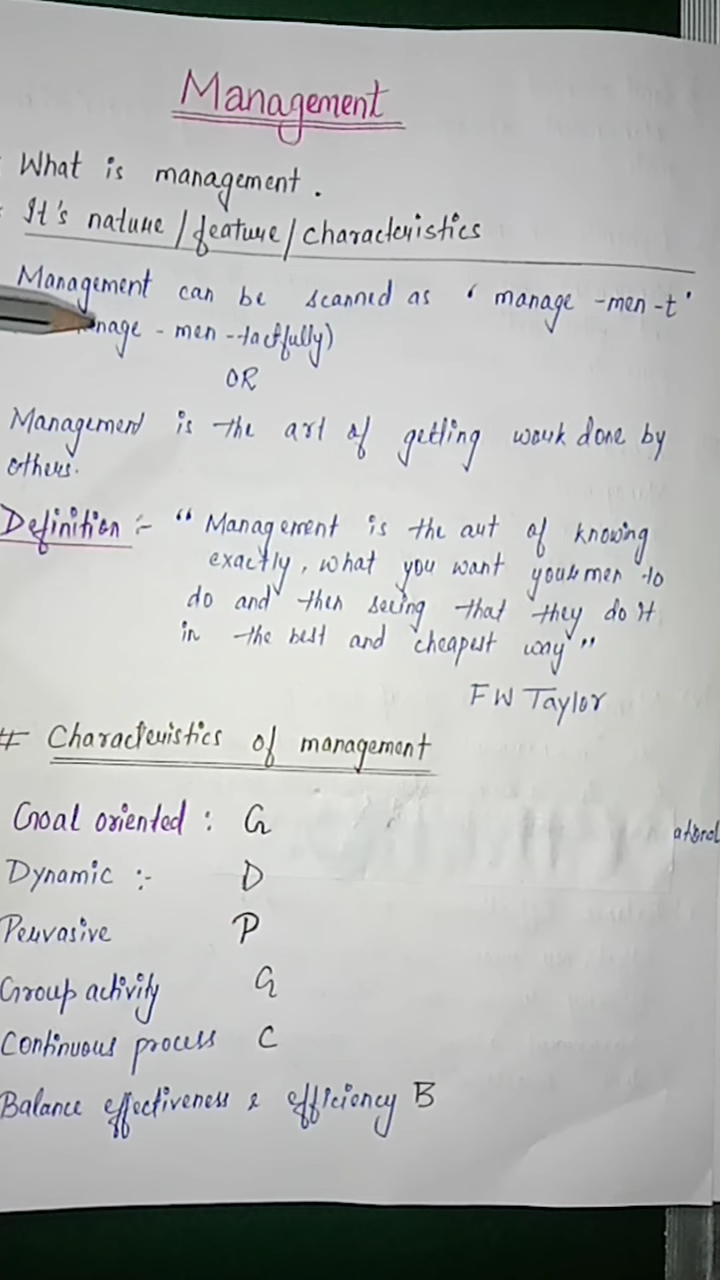 Management
What is management.
It's nature/feature/characteristics
Management can be scanned as ' manage -men -t'
nage - men -tactfully)
OR
Management is the art of getting work done by
others.
Definition :- "Management is the art of knowing
exactly, what you want your men to
do and then seeing that they do it
in the best and cheapest way"
FW Taylor
# Characteristics of management
Goal oriented : G
Dynamic :- D
Pervasive P
Group activity G
Continuous process C
Balance effectiveness & efficiency B